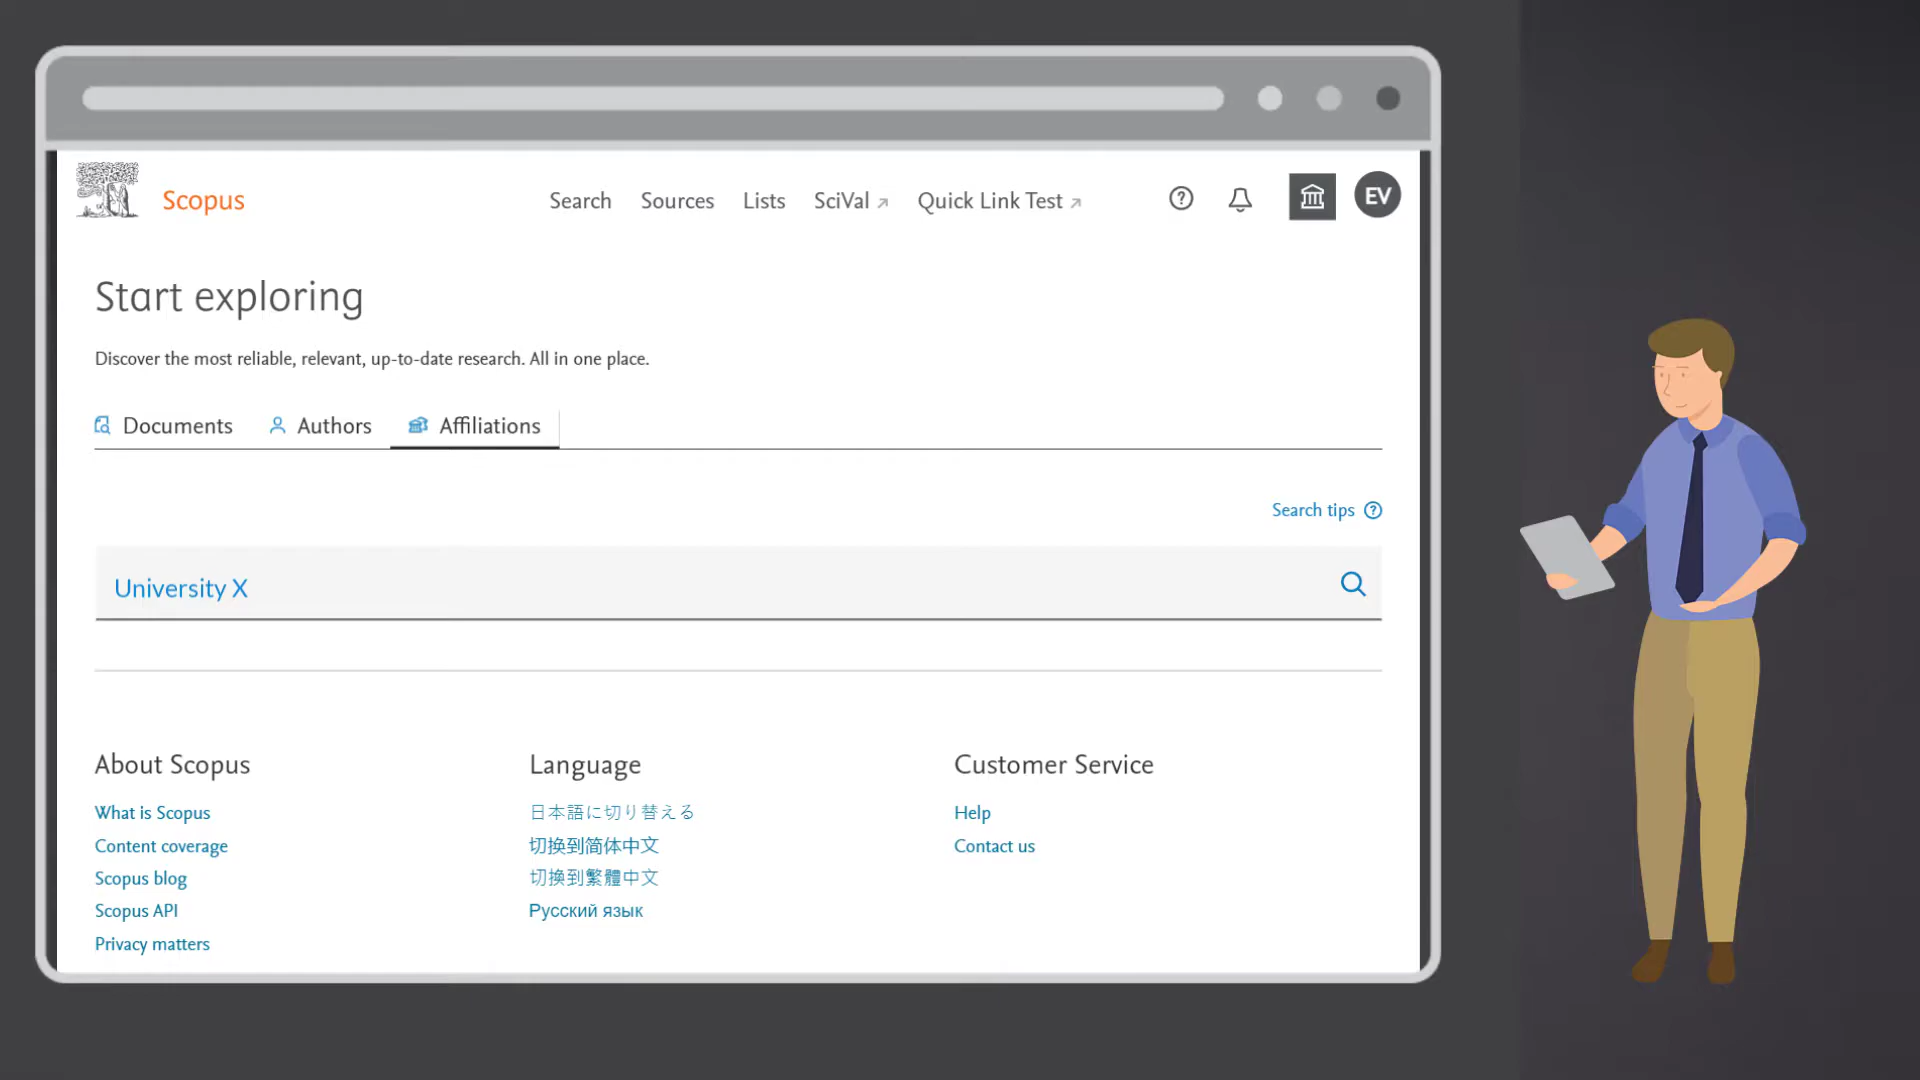 Scopus
Search Sources Lists SciVal ↗ Quick Link Test ↗
EV
Start exploring
Discover the most reliable, relevant, up-to-date research. All in one place.
Documents Authors Affiliations
Search tips
University X
About Scopus
What is Scopus
Content coverage
Scopus blog
Scopus API
Privacy matters
Language
日本語に切り替える
切换到简体中文
切換到繁體中文
Русский язык
Customer Service
Help
Contact us